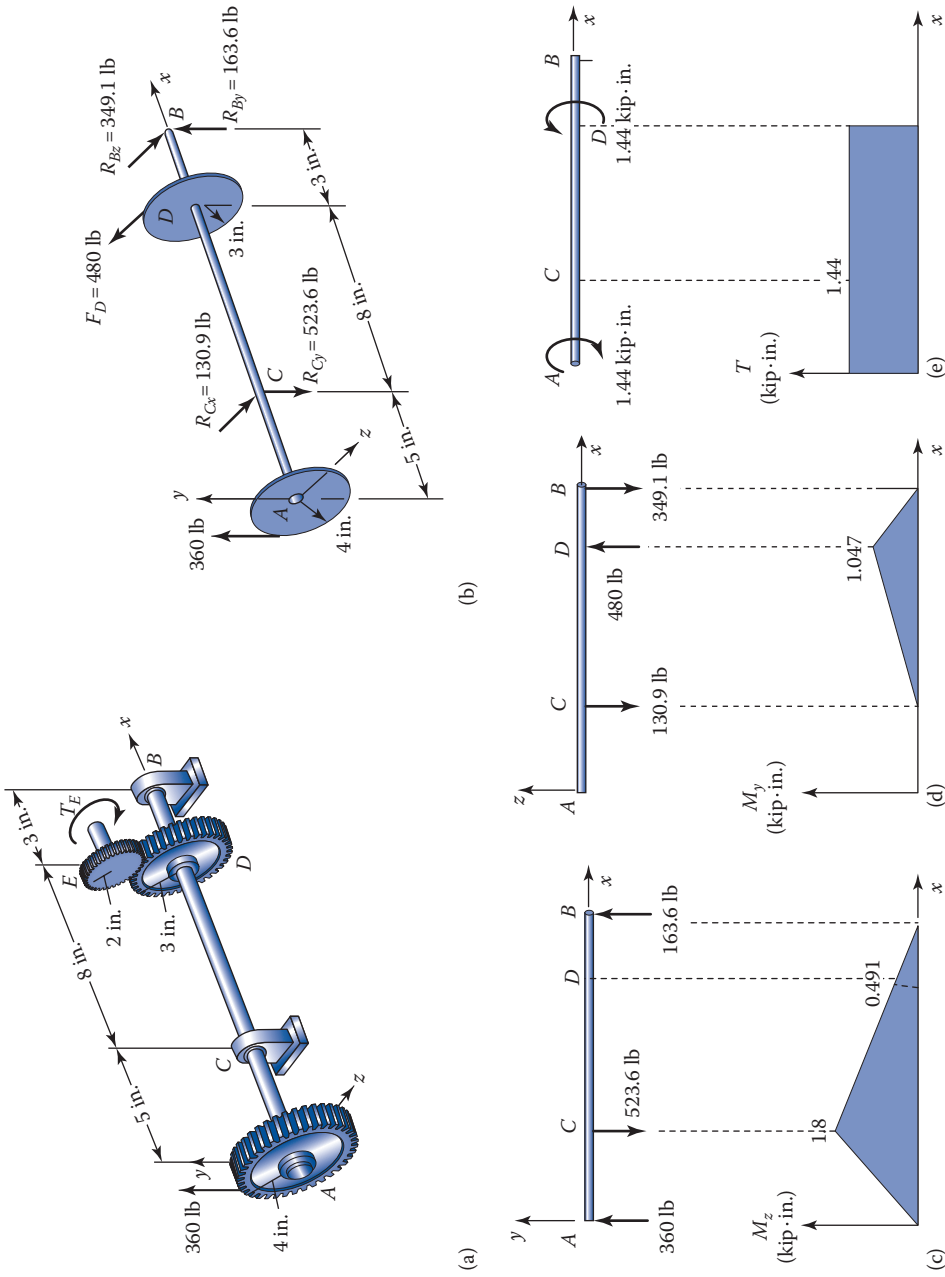 360 lb
y
4 in.
A
z
5 in.
C
8 in.
E
2 in.
3 in.
D
T_E
3 in.
B
x
(a)
360 lb
y
A
4 in.
z
5 in.
R_Cx = 130.9 lb
C
R_Cy = 523.6 lb
8 in.
F_D = 480 lb
D
3 in.
3 in.
R_Bz = 349.1 lb
x
B
R_By = 163.6 lb
(b)
y
A
C
D
B
x
360 lb
523.6 lb
163.6 lb
M_z
(kip·in.)
1.8
0.491
x
(c)
z
A
C
D
B
x
130.9 lb
480 lb
349.1 lb
M_y
(kip·in.)
1.047
x
(d)
A
C
B
x
D
1.44 kip·in.
1.44 kip·in.
T
(kip·in.)
1.44
x
(e)